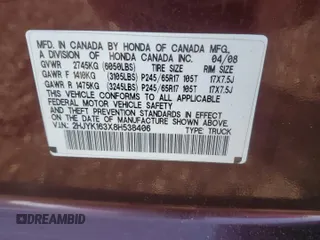 MFD. IN CANADA BY HONDA OF CANADA MFG.
A DIVISION OF HONDA CANADA INC. 04/08
GVWR 2745KG (6050LBS) TIRE SIZE RIM SIZE
GAWR F 1410KG (3105LBS) P245/65R17 105T 17X7.5J
GAWR R 1475KG (3245LBS) P245/65R17 105T 17X7.5J
THIS VEHICLE CONFORMS TO ALL APPLICABLE
FEDERAL MOTOR VEHICLE SAFETY
AND THEFT PREVENTION STANDARDS IN EFFECT
ON THE DATE OF MANUFACTURE SHOWN ABOVE.
V.I.N: 2HJYK163X8H538406
TYPE: TRUCK
DREAMBID